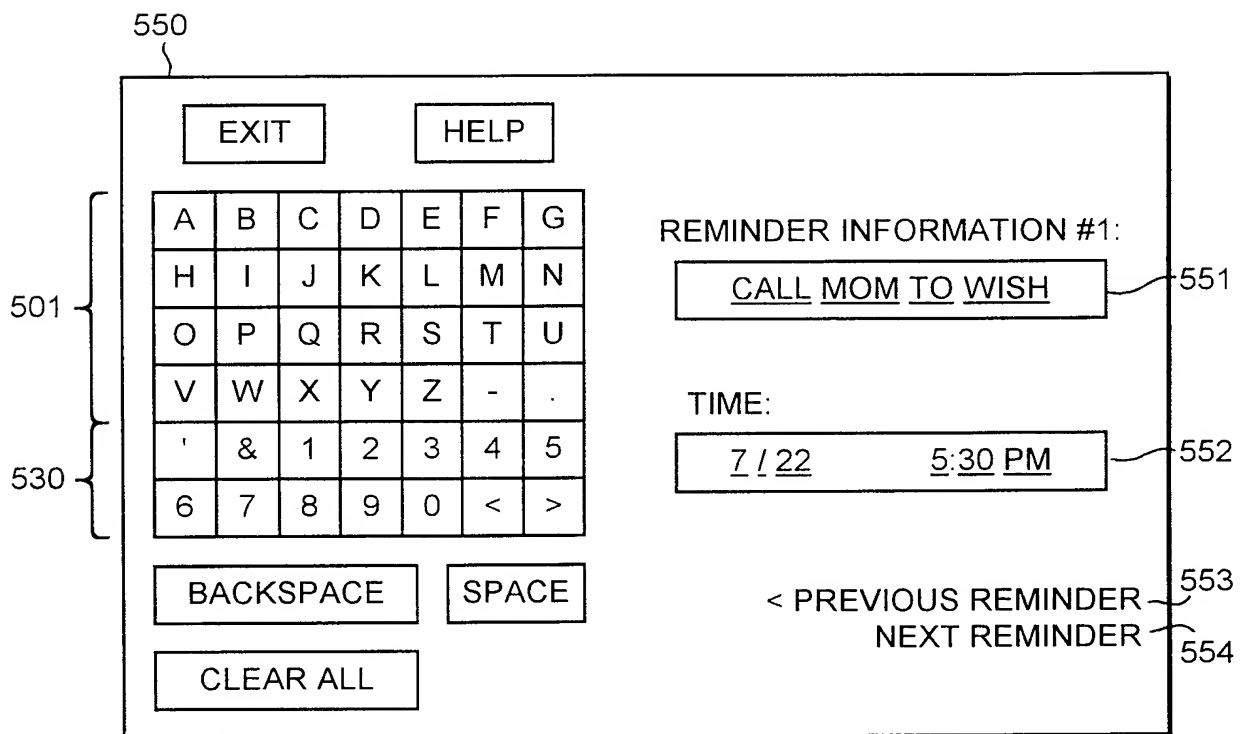 550
EXIT HELP
A B C D E F G
H I J K L M N
O P Q R S T U
V W X Y Z - .
' & 1 2 3 4 5
6 7 8 9 0 < >
BACKSPACE SPACE
CLEAR ALL
501
530
REMINDER INFORMATION #1:
CALL MOM TO WISH
551
TIME:
7 / 22 5:30 PM
552
< PREVIOUS REMINDER
553
NEXT REMINDER
554